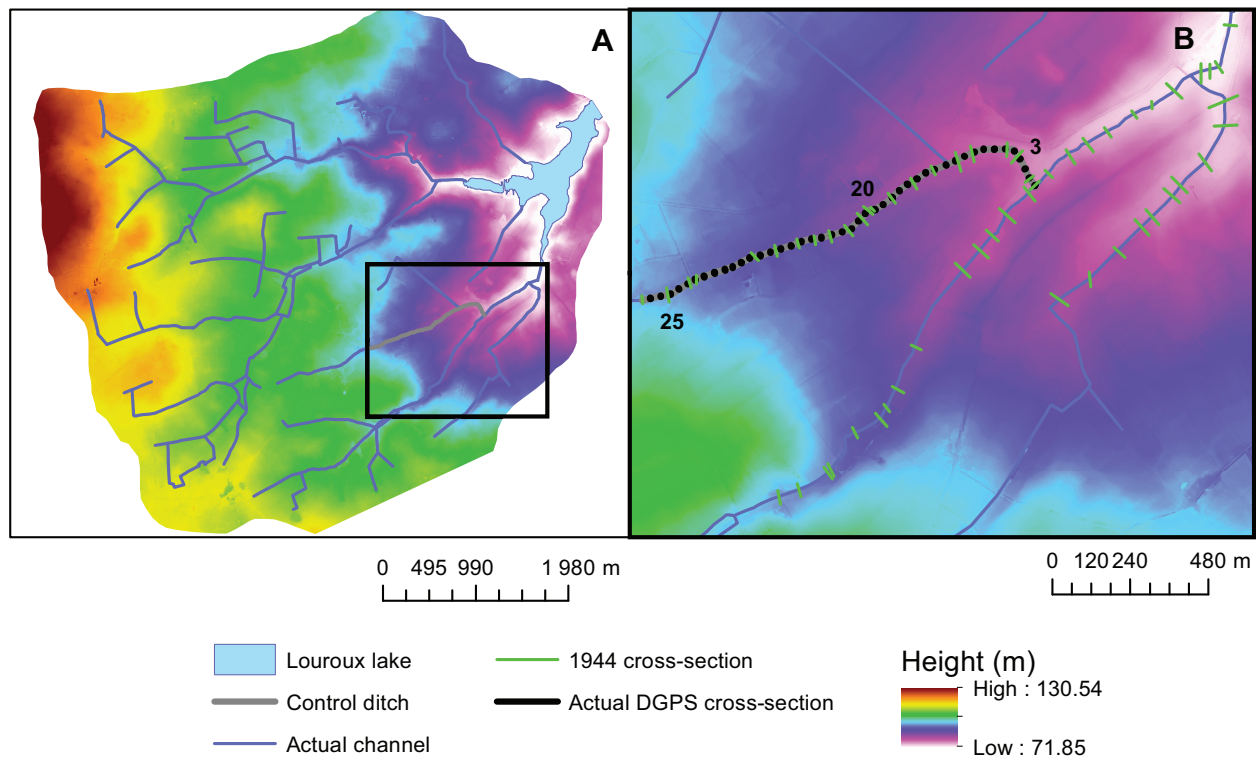 A
B
3
20
25
0 495 990 1 980 m
0 120 240 480 m
Louroux lake
1944 cross-section
Control ditch
Actual DGPS cross-section
Actual channel
Height (m)
High : 130.54
Low : 71.85